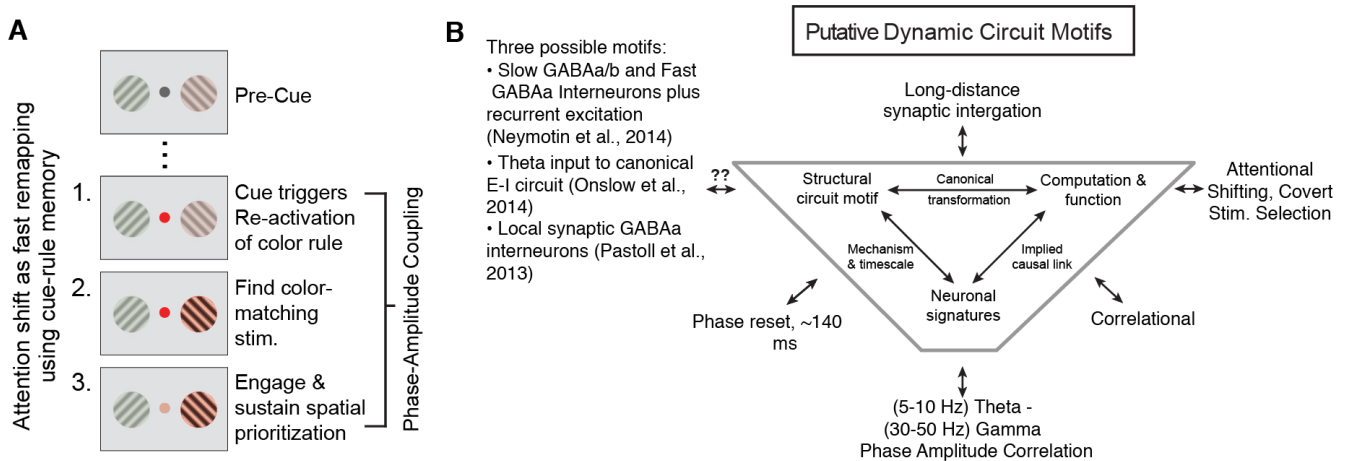 A
Attention shift as fast remapping
using cue-rule memory
Pre-Cue
1.
Cue triggers
Re-activation
of color rule
2.
Find color-
matching
stim.
3.
Engage &
sustain spatial
prioritization
Phase-Amplitude Coupling
B
Putative Dynamic Circuit Motifs
Three possible motifs:
• Slow GABAa/b and Fast
GABAa Interneurons plus
recurrent excitation
(Neymotin et al., 2014)
• Theta input to canonical
E-I circuit (Onslow et al.,
2014)
• Local synaptic GABAa
interneurons (Pastoll et al.,
2013)
??
Long-distance
synaptic intergation
Structural
circuit motif
Canonical
transformation
Computation &
function
Attentional
Shifting, Covert
Stim. Selection
Mechanism
& timescale
Implied
causal link
Neuronal
signatures
Phase reset, ~140
ms
Correlational
(5-10 Hz) Theta -
(30-50 Hz) Gamma
Phase Amplitude Correlation